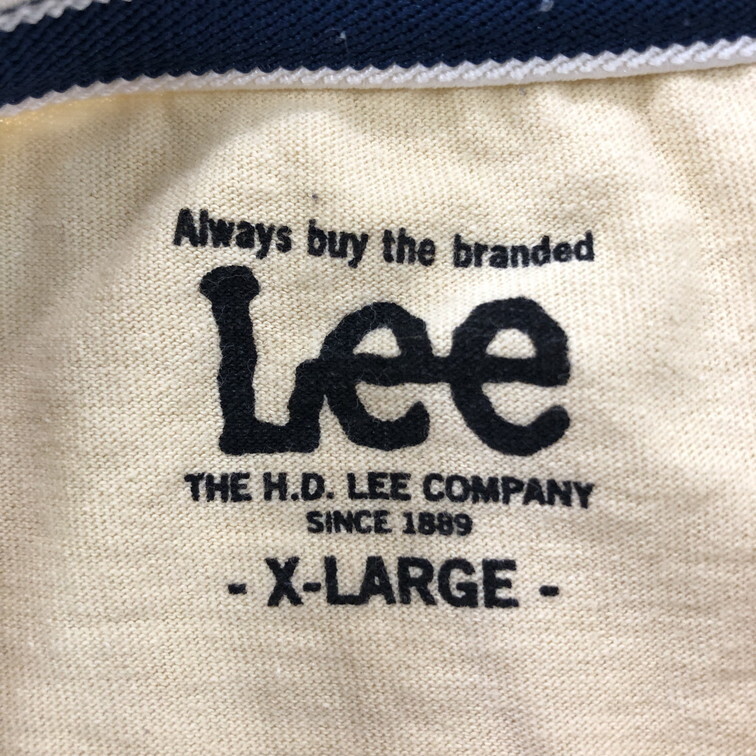 Always buy the branded
Lee
THE H.D. LEE COMPANY
SINCE 1889
- X-LARGE -